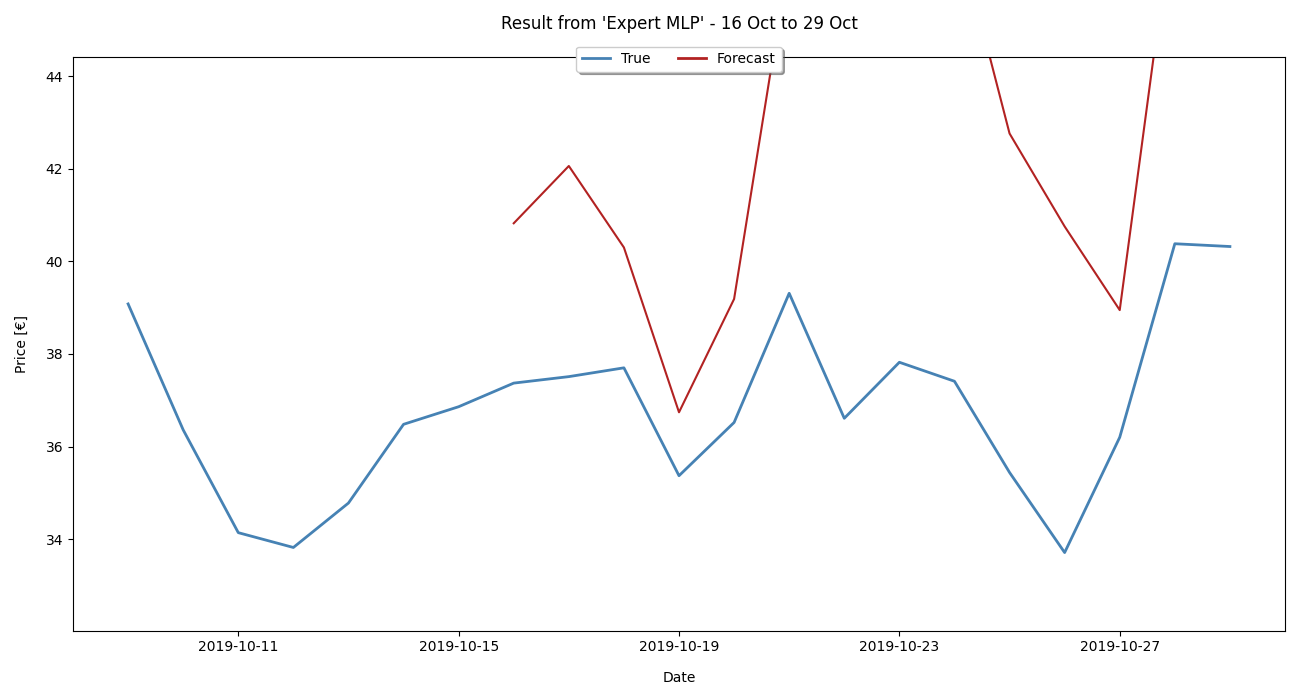 Result from 'Expert MLP' - 16 Oct to 29 Oct
True Forecast
44
42
40
38
36
34
Price [€]
2019-10-11 2019-10-15 2019-10-19 2019-10-23 2019-10-27
Date